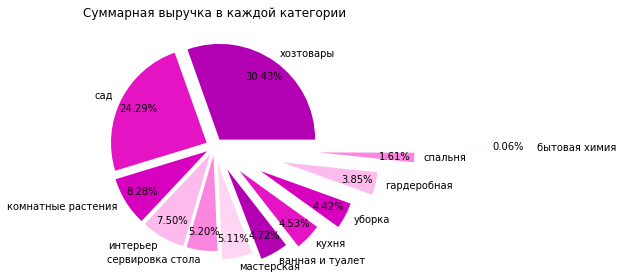 Суммарная выручка в каждой категории
хозтовары
30.43%
сад
24.29%
комнатные растения
8.28%
интерьер
7.50%
сервировка стола
5.20%
мастерская
5.11%
ванная и туалет
4.72%
кухня
4.53%
уборка
4.42%
гардеробная
3.85%
спальня
1.61%
бытовая химия
0.06%